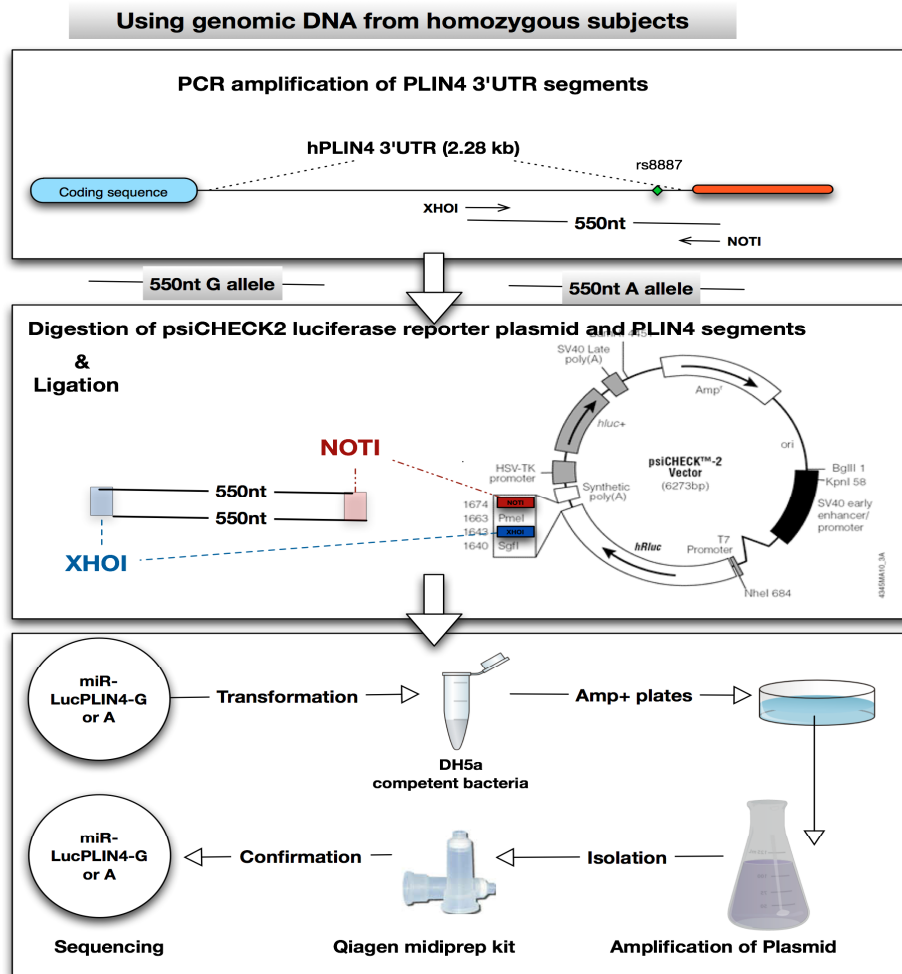 Using genomic DNA from homozygous subjects
PCR amplification of PLIN4 3'UTR segments
hPLIN4 3'UTR (2.28 kb)
rs8887
Coding sequence
XHOI
550nt
NOTI
550nt G allele
550nt A allele
Digestion of psiCHECK2 luciferase reporter plasmid and PLIN4 segments
&
Ligation
SV40 Late
poly(A)
Ampʳ
hluc+
ori
NOTI
psiCHECK™-2
Vector
(6273bp)
HSV-TK
promoter
BglII 1
KpnI 58
Synthetic
poly(A)
SV40 early
enhancer/
promoter
550nt
550nt
1674 NOTI
1663 PmeI
1643 XHOI
1640 SgfI
T7
Promoter
hRluc
XHOI
NheI 684
4345MA10_3A
miR-
LucPLIN4-G
or A
Transformation
Amp+ plates
DH5a
competent bacteria
miR-
LucPLIN4-G
or A
Confirmation
Isolation
Sequencing
Qiagen midiprep kit
Amplification of Plasmid